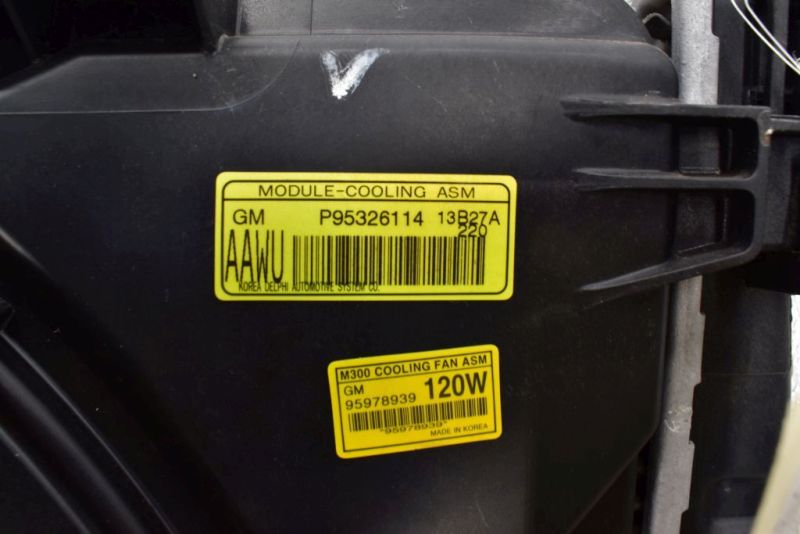 MODULE-COOLING ASM
GM P95326114 13B27A
220
AAWU
KOREA DELPHI AUTOMOTIVE SYSTEM CO.
M300 COOLING FAN ASM
GM 120W
95978939
*95978939*
MADE IN KOREA